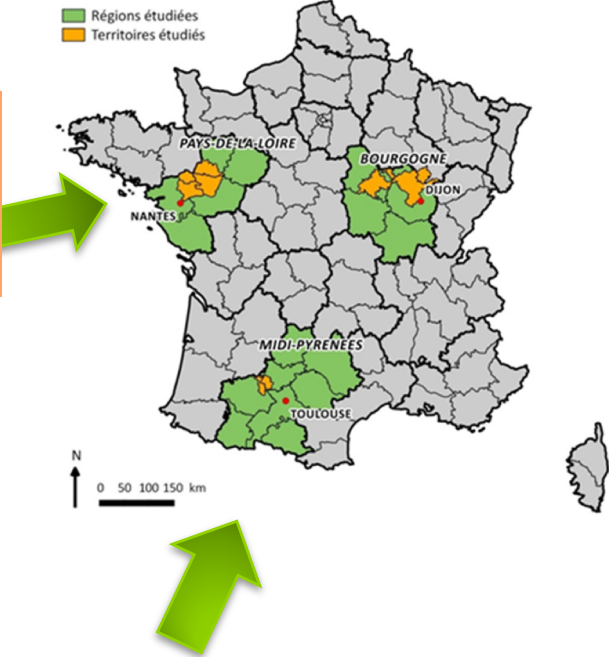 Régions étudiées
Territoires étudiés
PAYS-DE-LA-LOIRE
BOURGOGNE
DIJON
NANTES
MIDI-PYRENEES
TOULOUSE
N
0 50 100 150 km